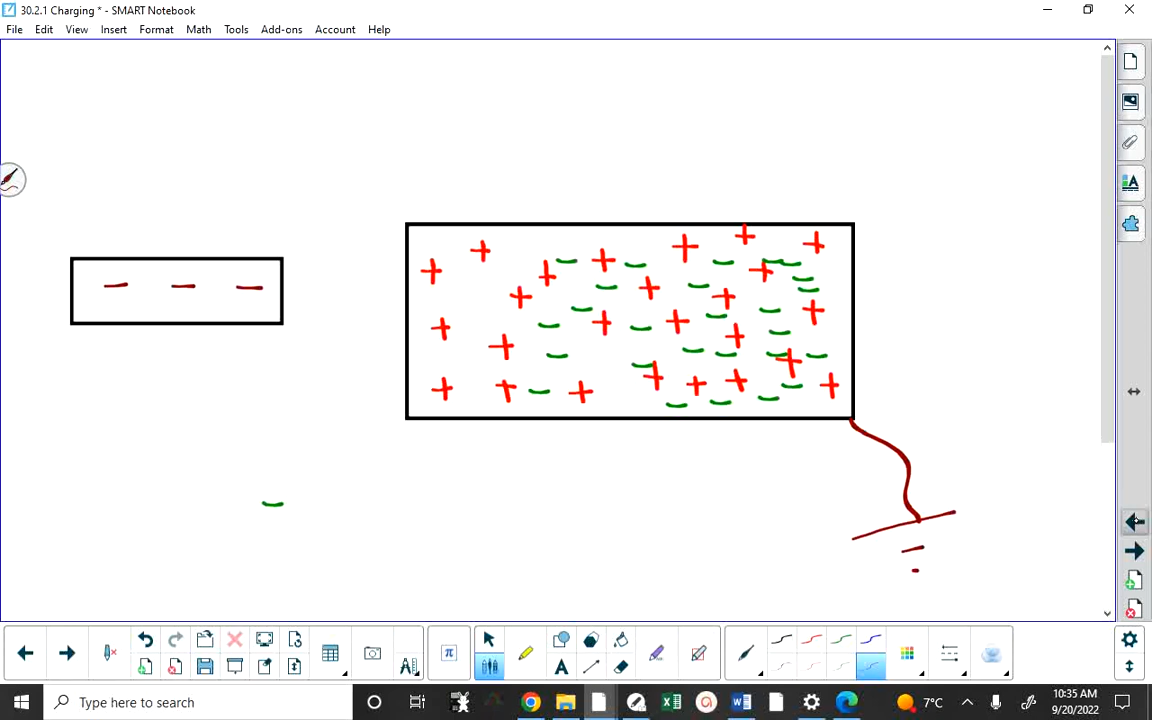 30.2.1 Charging * - SMART Notebook
File Edit View Insert Format Math Tools Add-ons Account Help
Type here to search
7°C
10:35 AM
9/20/2022